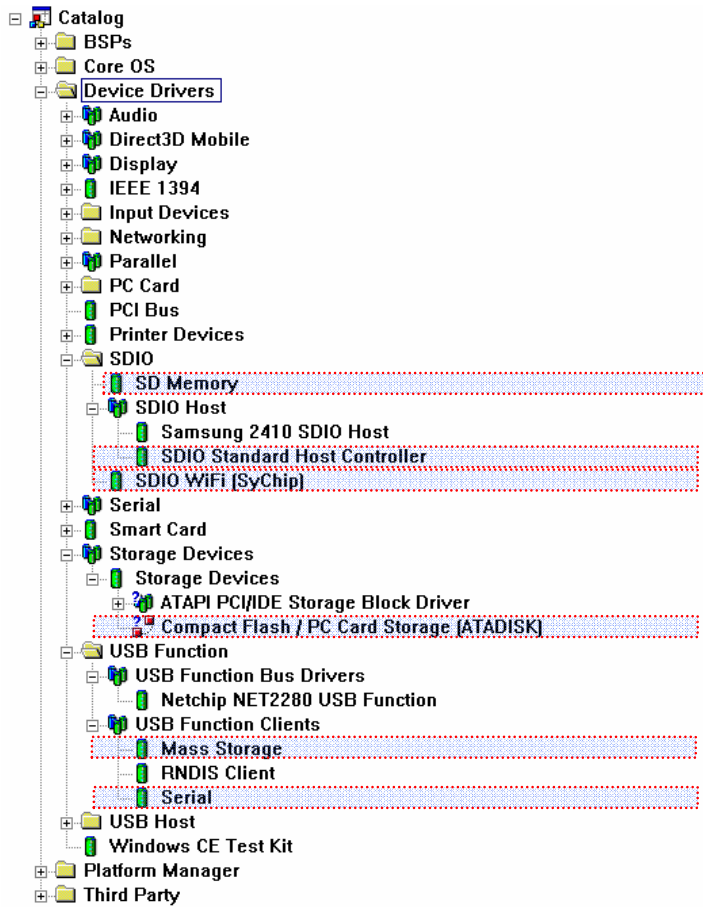 Catalog
BSPs
Core OS
Device Drivers
Audio
Direct3D Mobile
Display
IEEE 1394
Input Devices
Networking
Parallel
PC Card
PCI Bus
Printer Devices
SDIO
SD Memory
SDIO Host
Samsung 2410 SDIO Host
SDIO Standard Host Controller
SDIO WiFi (SyChip)
Serial
Smart Card
Storage Devices
Storage Devices
ATAPI PCI/IDE Storage Block Driver
Compact Flash / PC Card Storage (ATADISK)
USB Function
USB Function Bus Drivers
Netchip NET2280 USB Function
USB Function Clients
Mass Storage
RNDIS Client
Serial
USB Host
Windows CE Test Kit
Platform Manager
Third Party